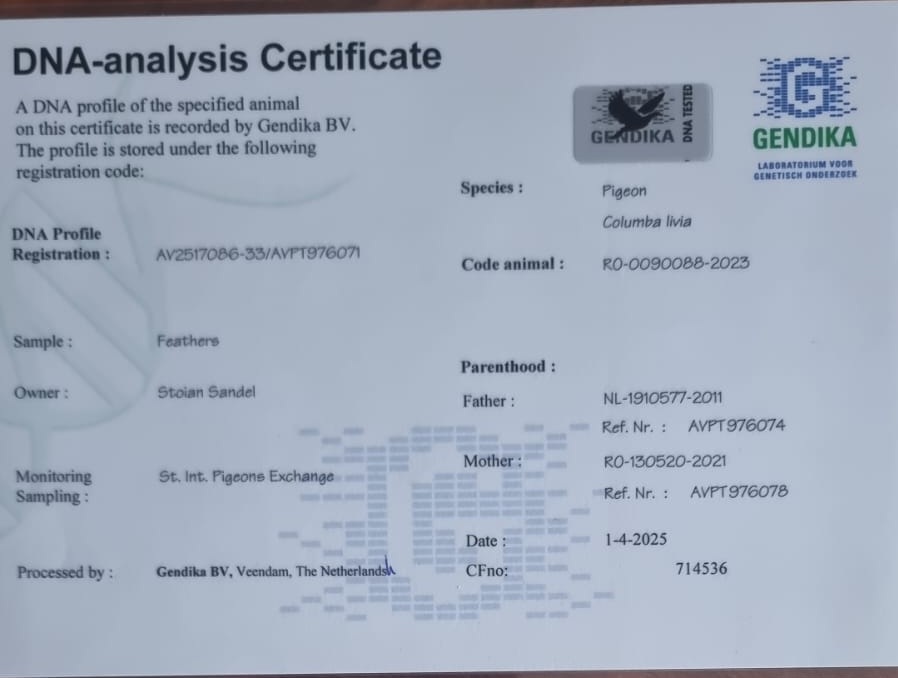 DNA-analysis Certificate
A DNA profile of the specified animal
on this certificate is recorded by Gendika BV.
The profile is stored under the following
registration code:
GENDIKA
DNA TESTED
GENDIKA
LABORATORIUM VOOR
GENETISCH ONDERZOEK
Species : Pigeon
Columba livia
DNA Profile
Registration : AV2517086-33/AVPT976071
Code animal : RO-0090088-2023
Sample : Feathers
Parenthood :
Owner : Stoian Sandel
Father : NL-1910577-2011
Ref. Nr. : AVPT976074
Mother : RO-130520-2021
Monitoring
Sampling : St. Int. Pigeons Exchange
Ref. Nr. : AVPT976078
Date : 1-4-2025
Processed by : Gendika BV, Veendam, The Netherlands
CFno: 714536